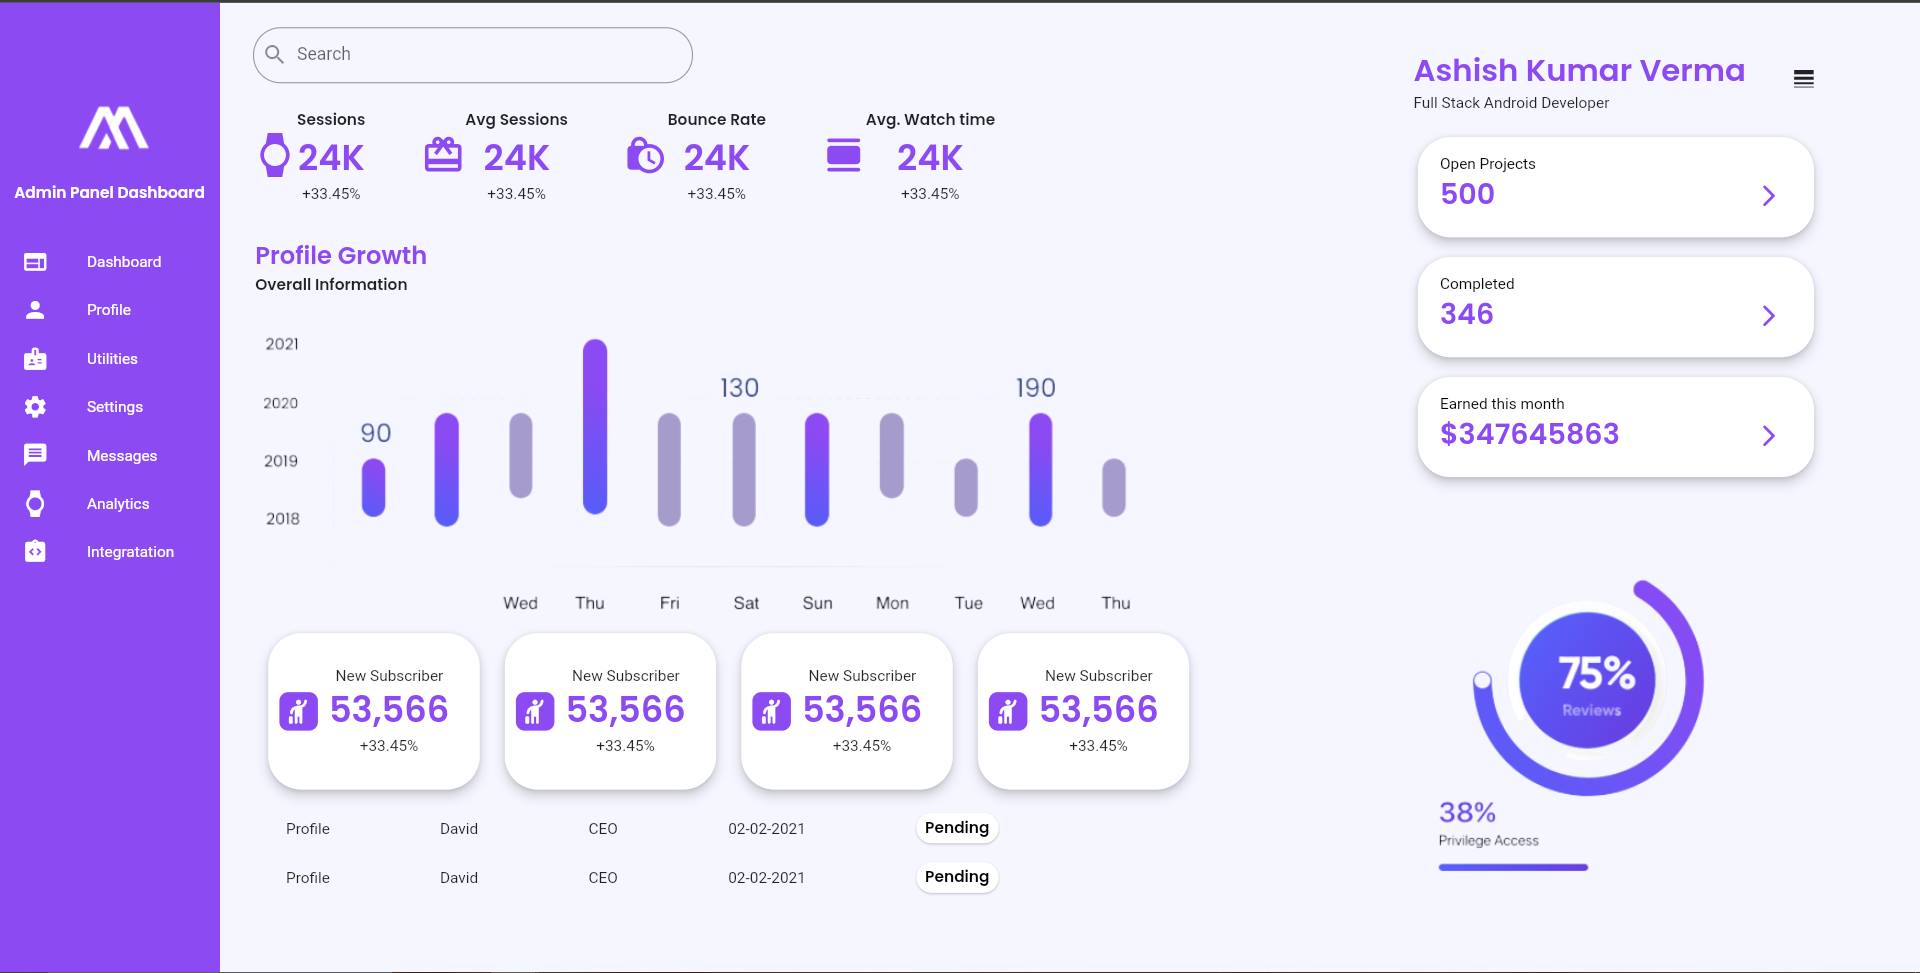 Admin Panel Dashboard
Dashboard
Profile
Utilities
Settings
Messages
Analytics
Integratation
Search
Sessions
24K
+33.45%
Avg Sessions
24K
+33.45%
Bounce Rate
24K
+33.45%
Avg. Watch time
24K
+33.45%
Profile Growth
Overall Information
2021
2020
2019
2018
90
130
190
Wed Thu Fri Sat Sun Mon Tue Wed Thu
New Subscriber
53,566
+33.45%
New Subscriber
53,566
+33.45%
New Subscriber
53,566
+33.45%
New Subscriber
53,566
+33.45%
Profile David CEO 02-02-2021 Pending
Profile David CEO 02-02-2021 Pending
Ashish Kumar Verma
Full Stack Android Developer
Open Projects
500
Completed
346
Earned this month
$347645863
75%
Reviews
38%
Privilege Access